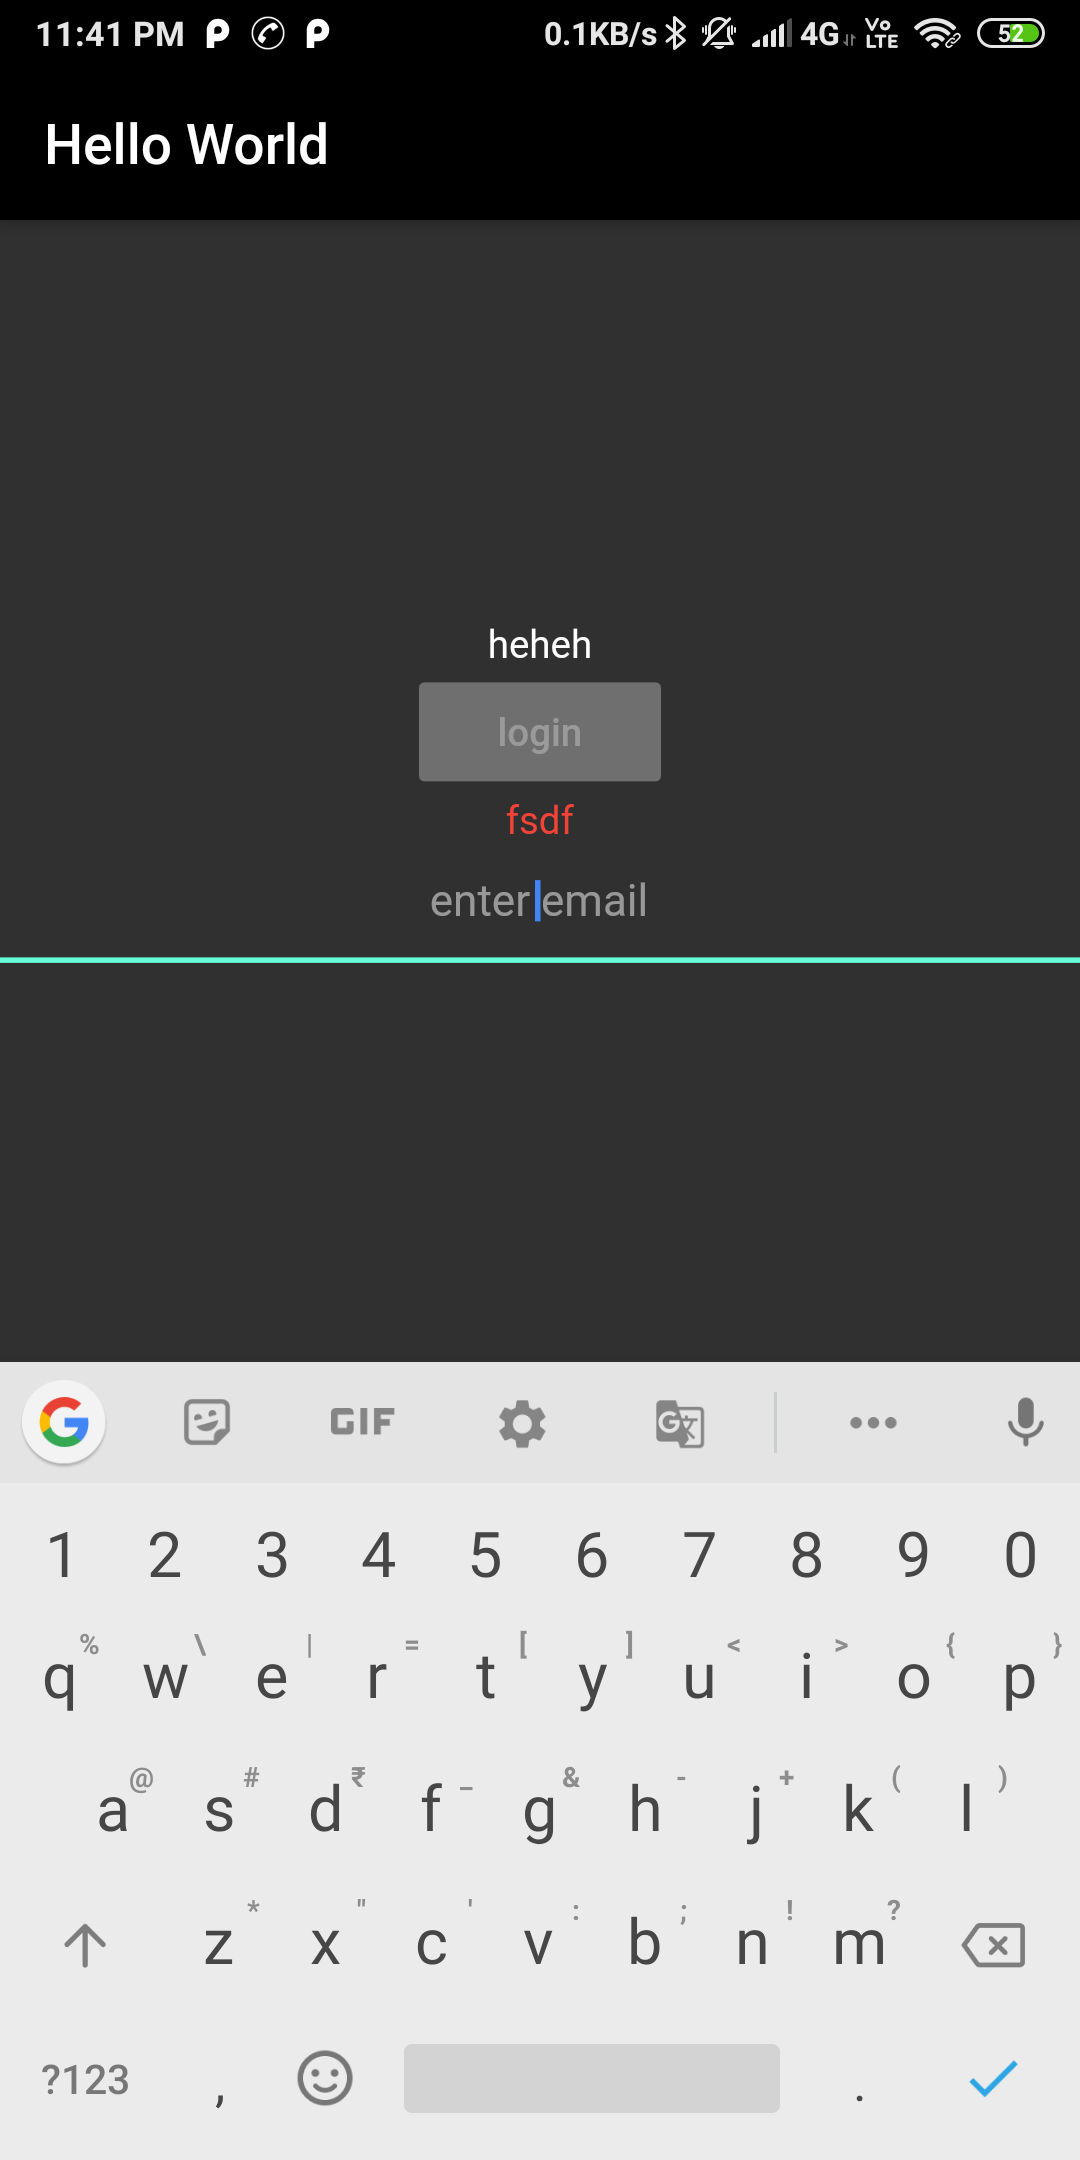 11:41 PM 0.1KB/s 4G Vo LTE 52
Hello World
heheh
login
fsdf
enter email
G GIF G
1 2 3 4 5 6 7 8 9 0
% \ | = [ ] < > { }
q w e r t y u i o p
@ # ₹ _ & - + ( )
a s d f g h j k l
* " ' : ; ! ?
z x c v b n m
?123 , .